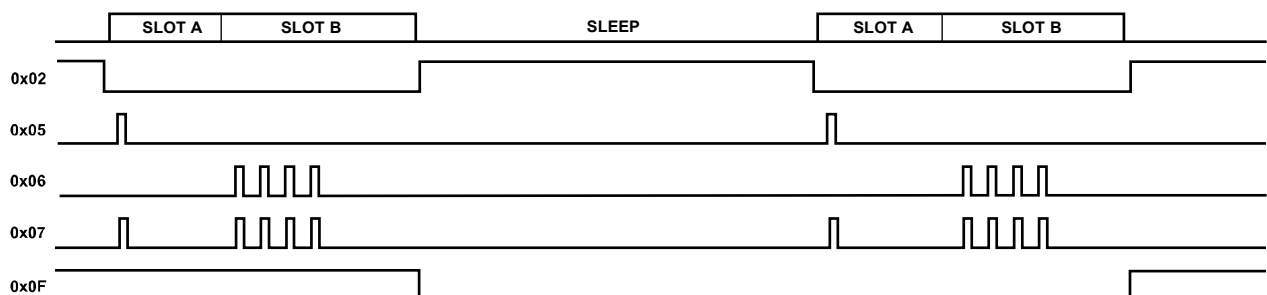 SLOT A SLOT B SLEEP SLOT A SLOT B
0x02
0x05
0x06
0x07
0x0F